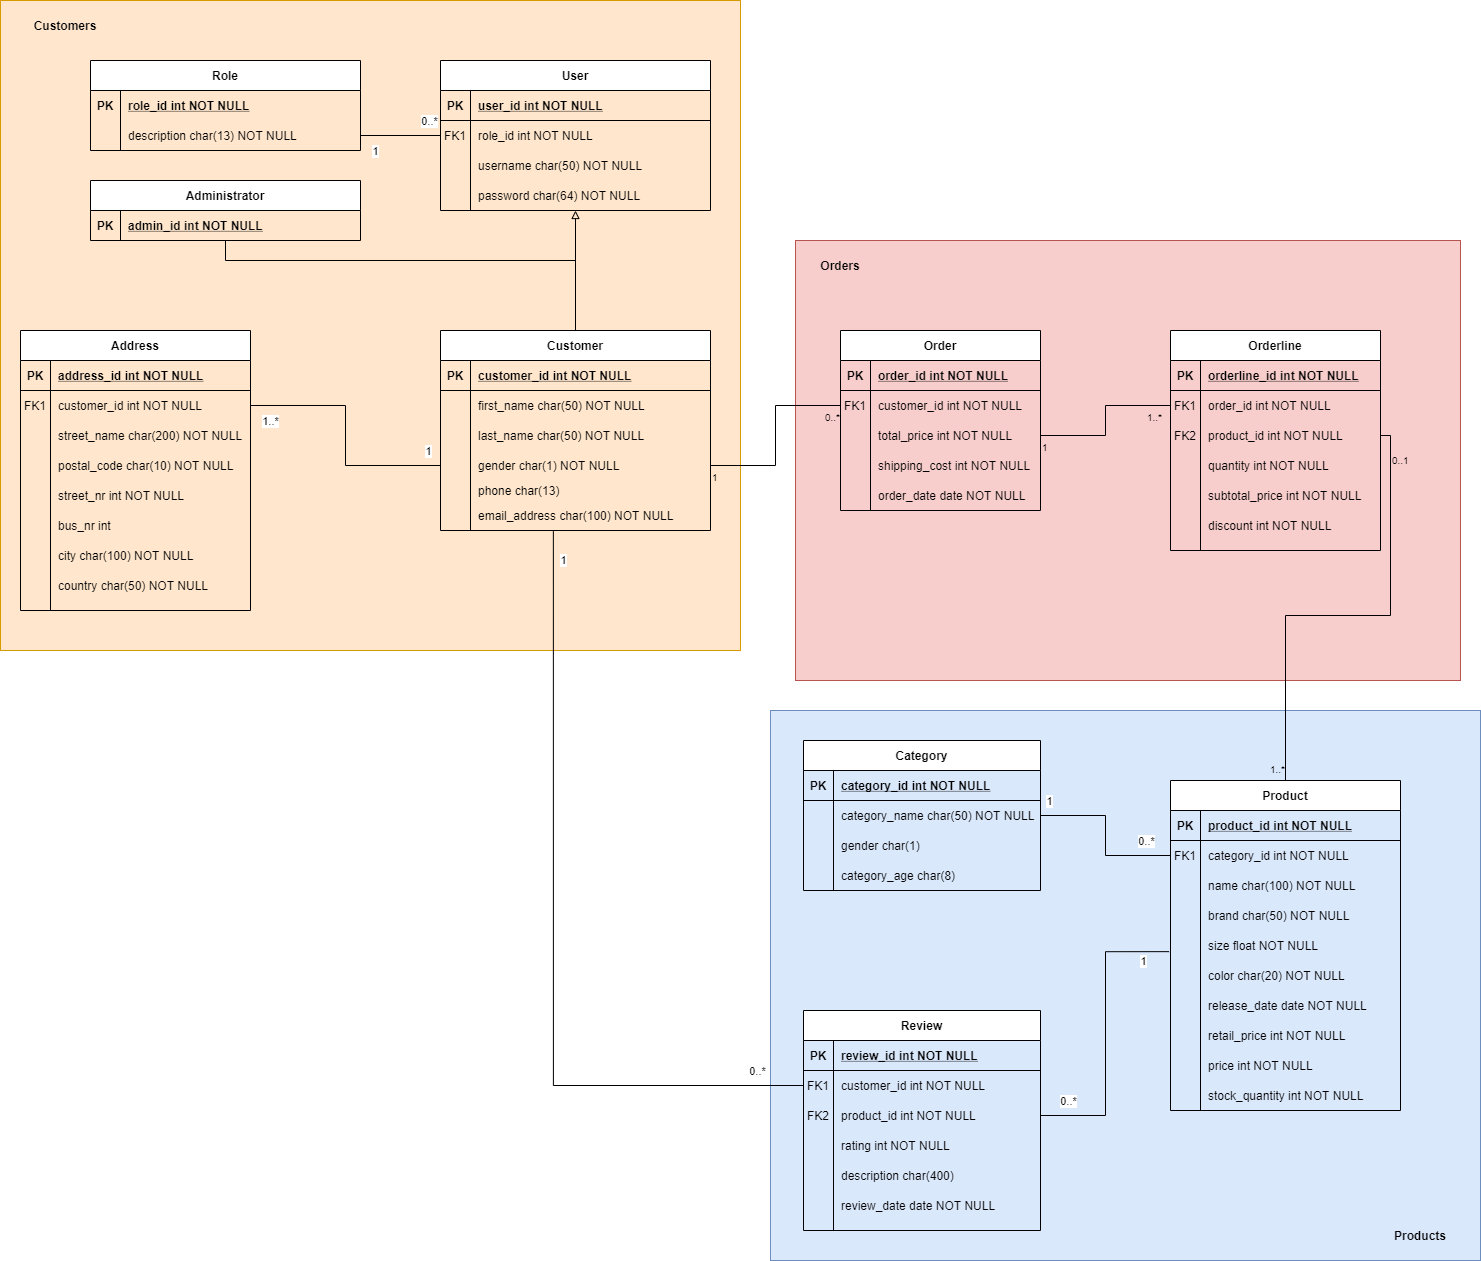 Customers
Role
PK role_id int NOT NULL
description char(13) NOT NULL
1
0..*
User
PK user_id int NOT NULL
FK1 role_id int NOT NULL
username char(50) NOT NULL
password char(64) NOT NULL
Administrator
PK admin_id int NOT NULL
Address
PK address_id int NOT NULL
FK1 customer_id int NOT NULL
street_name char(200) NOT NULL
postal_code char(10) NOT NULL
street_nr int NOT NULL
bus_nr int
city char(100) NOT NULL
country char(50) NOT NULL
1..*
1
Customer
PK customer_id int NOT NULL
first_name char(50) NOT NULL
last_name char(50) NOT NULL
gender char(1) NOT NULL
phone char(13)
email_address char(100) NOT NULL
1
0..*
1
0..*
Orders
Order
PK order_id int NOT NULL
FK1 customer_id int NOT NULL
total_price int NOT NULL
shipping_cost int NOT NULL
order_date date NOT NULL
1
1..*
Orderline
PK orderline_id int NOT NULL
FK1 order_id int NOT NULL
FK2 product_id int NOT NULL
quantity int NOT NULL
subtotal_price int NOT NULL
discount int NOT NULL
0..1
1..*
Category
PK category_id int NOT NULL
category_name char(50) NOT NULL
gender char(1)
category_age char(8)
1
0..*
Product
PK product_id int NOT NULL
FK1 category_id int NOT NULL
name char(100) NOT NULL
brand char(50) NOT NULL
size float NOT NULL
color char(20) NOT NULL
release_date date NOT NULL
retail_price int NOT NULL
price int NOT NULL
stock_quantity int NOT NULL
1
0..*
Review
PK review_id int NOT NULL
FK1 customer_id int NOT NULL
FK2 product_id int NOT NULL
rating int NOT NULL
description char(400)
review_date date NOT NULL
Products